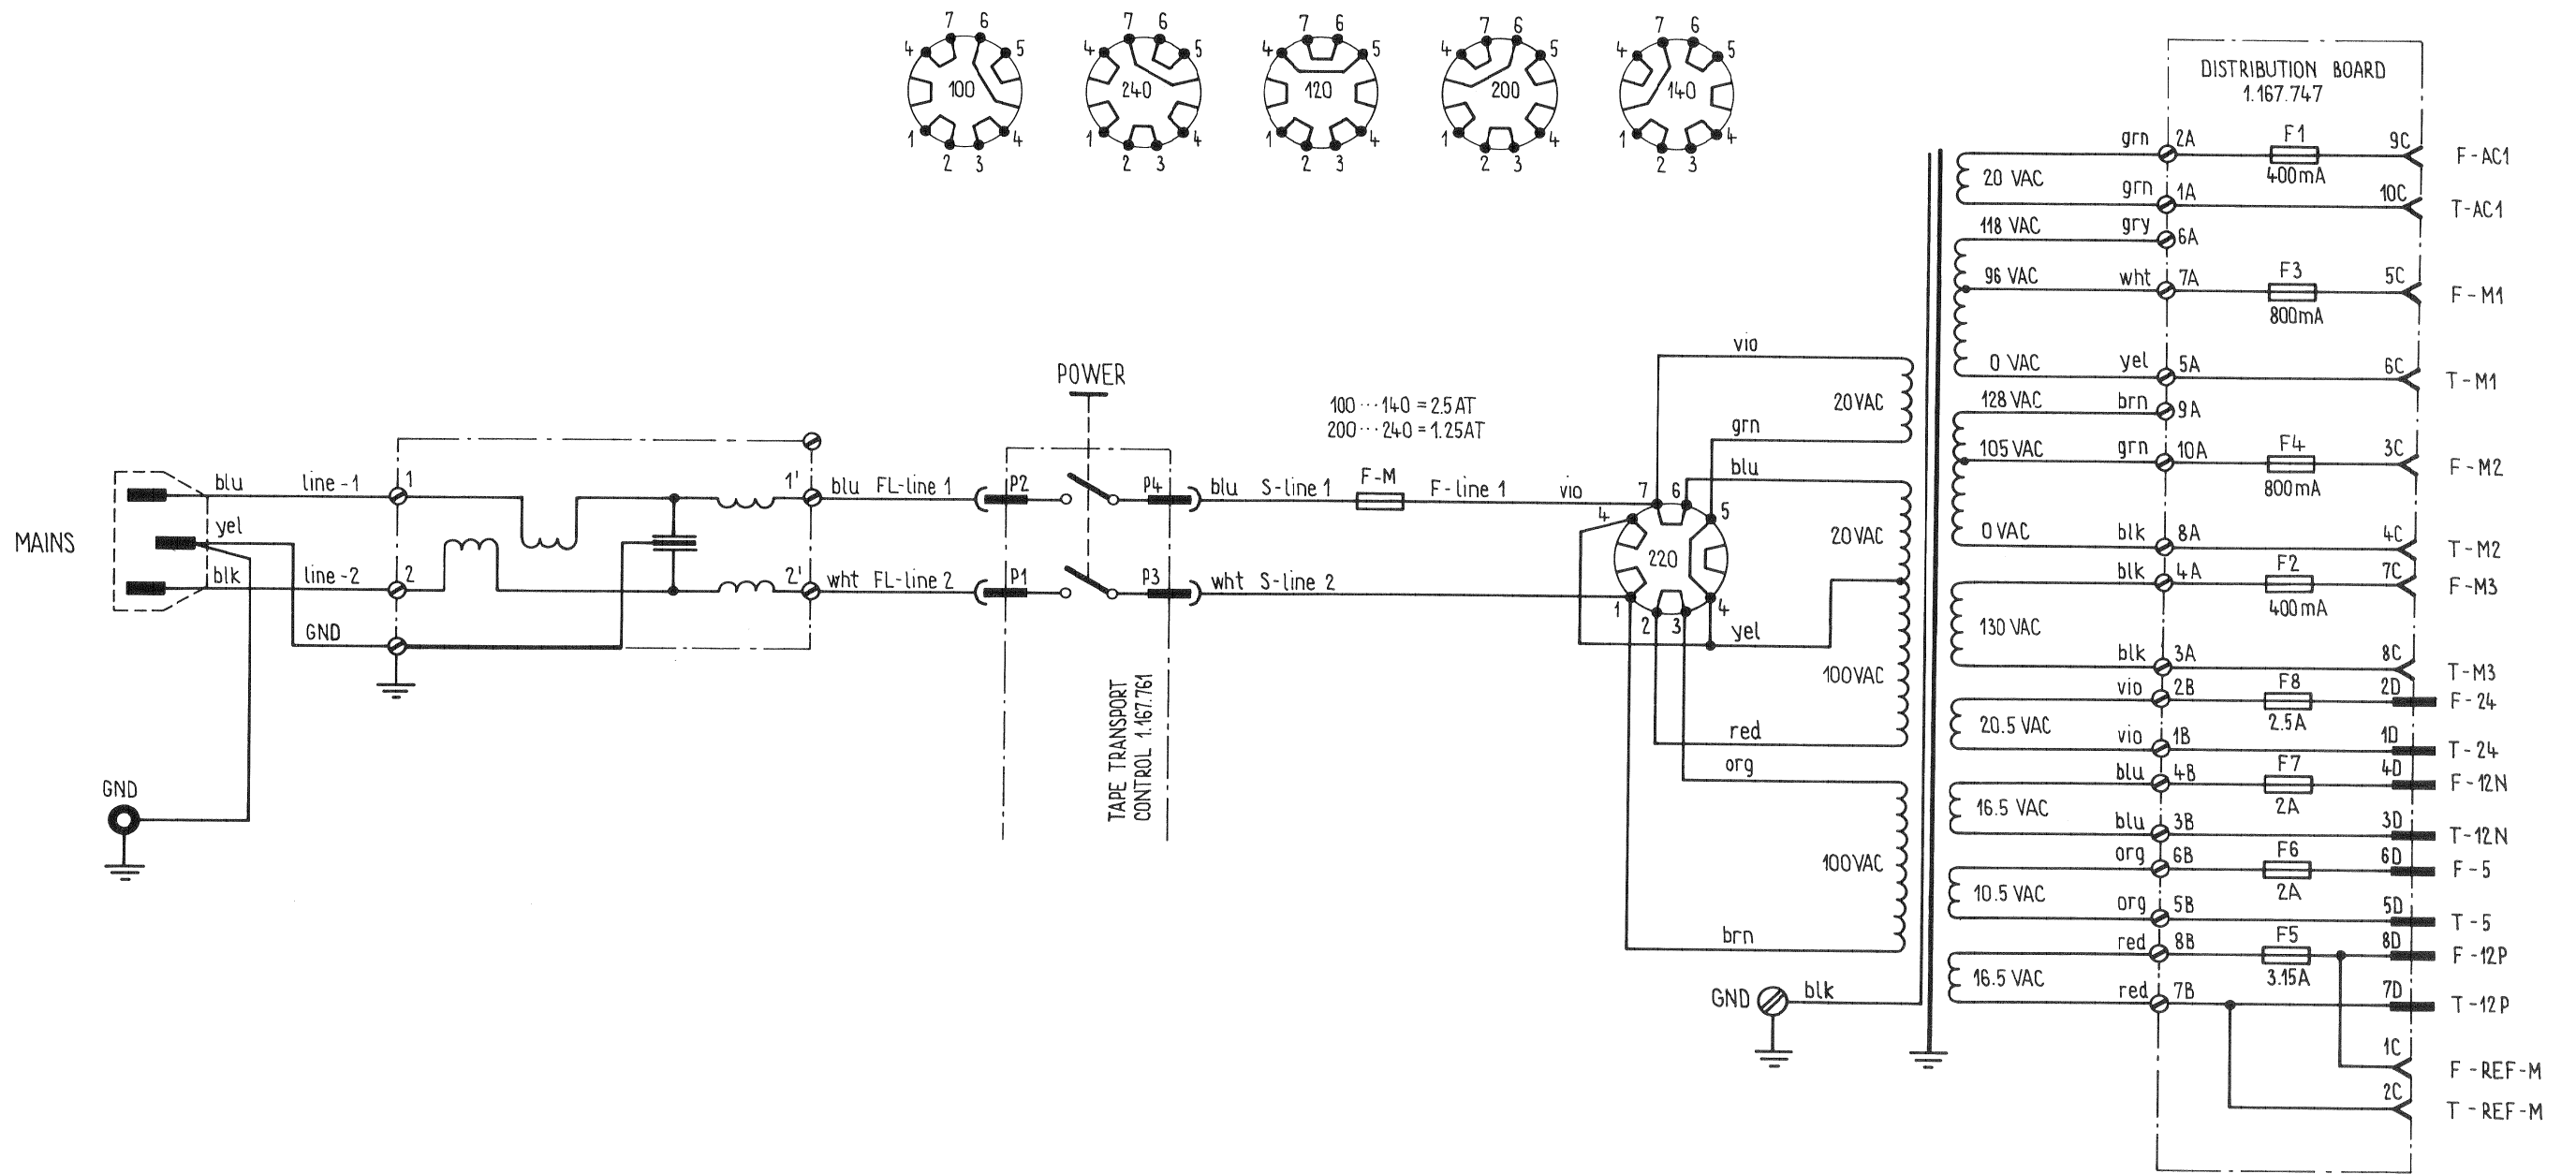 7 6
4 5
100
1 4
2 3
7 6
4 5
240
1 4
2 3
7 6
4 5
120
1 4
2 3
7 6
4 5
200
1 4
2 3
7 6
4 5
140
1 4
2 3
DISTRIBUTION BOARD
1.167.747
MAINS
blu line-1 1
yel
blk line-2 2
GND
GND
1' blu FL-line 1
2' wht FL-line 2
POWER
P2 P4
P1 P3
TAPE TRANSPORT
CONTROL 1.167.761
100···140 = 2.5AT
200···240 = 1.25AT
blu S-line 1 F-M F-line 1 vio
wht S-line 2
7 6
4 5
220
1 4
2 3
vio
20VAC
grn
blu
20VAC
yel
100VAC
red
org
100VAC
brn
GND blk
grn 2A F1 9C F-AC1
20 VAC 400mA
grn 1A 10C T-AC1
118 VAC gry 6A
96 VAC wht 7A F3 5C F-M1
800mA
0 VAC yel 5A 6C T-M1
128 VAC brn 9A
105 VAC grn 10A F4 3C F-M2
800mA
0 VAC blk 8A 4C T-M2
blk 4A F2 7C F-M3
130 VAC 400mA
blk 3A 8C T-M3
vio 2B F8 2D F-24
20.5 VAC 2.5A
vio 1B 1D T-24
blu 4B F7 4D F-12N
16.5 VAC 2A
blu 3B 3D T-12N
org 6B F6 6D F-5
10.5 VAC 2A
org 5B 5D T-5
red 8B F5 8D F-12P
16.5 VAC 3.15A
red 7B 7D T-12P
1C F-REF-M
2C T-REF-M